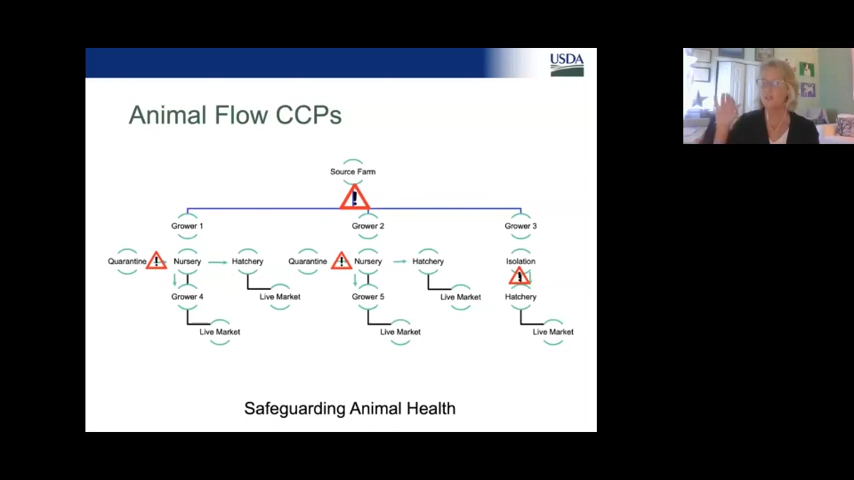 USDA
Animal Flow CCPs
Source Farm
Grower 1
Grower 2
Grower 3
Quarantine
Nursery
Hatchery
Quarantine
Nursery
Hatchery
Isolation
Grower 4
Live Market
Grower 5
Live Market
Hatchery
Live Market
Live Market
Live Market
Safeguarding Animal Health